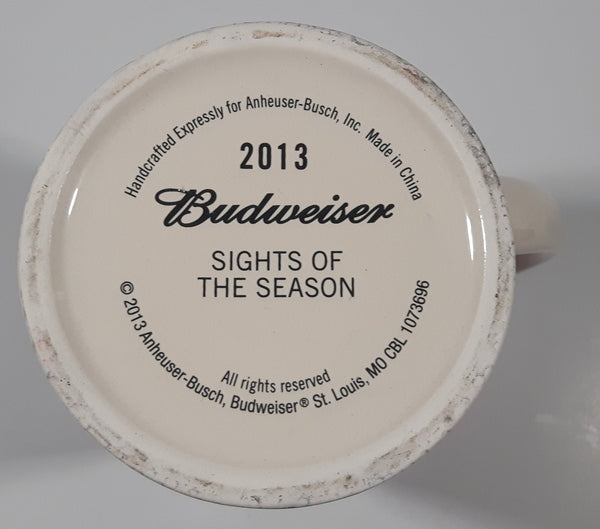 Handcrafted Expressly for Anheuser-Busch, Inc. Made in China
2013
Budweiser
SIGHTS OF
THE SEASON
All rights reserved
© 2013 Anheuser-Busch, Budweiser® St. Louis, MO CBL 1073696